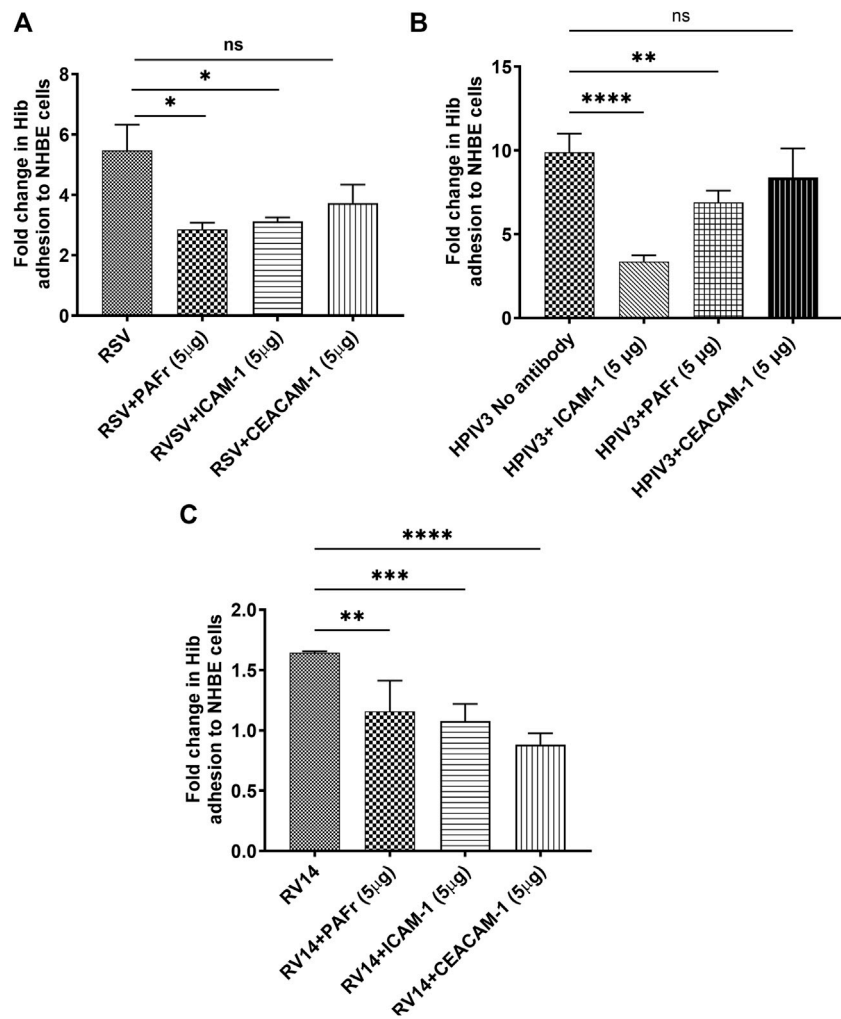 A
ns
*
*
Fold change in Hib
adhesion to NHBE cells
8
6
4
2
0
RSV
RSV+PAFr (5μg)
RVSV+ICAM-1 (5μg)
RSV+CEACAM-1 (5μg)
B
ns
**
****
Fold change in Hib
adhesion to NHBE cells
15
10
5
0
HPIV3 No antibody
HPIV3+ ICAM-1 (5 μg)
HPIV3+PAFr (5 μg)
HPIV3+CEACAM-1 (5 μg)
C
****
***
**
Fold change in Hib
adhesion to NHBE cells
2.0
1.5
1.0
0.5
0.0
RV14
RV14+PAFr (5μg)
RV14+ICAM-1 (5μg)
RV14+CEACAM-1 (5μg)